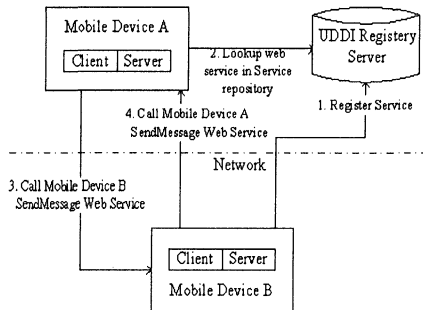 Mobile Device A
Client Server
2. Lookup web
service in Service
repository
UDDI Registery
Server
1. Register Service
4. Call Mobile Device A
SendMessage Web Service
Network
3. Call Mobile Device B
SendMessage Web Service
Client Server
Mobile Device B